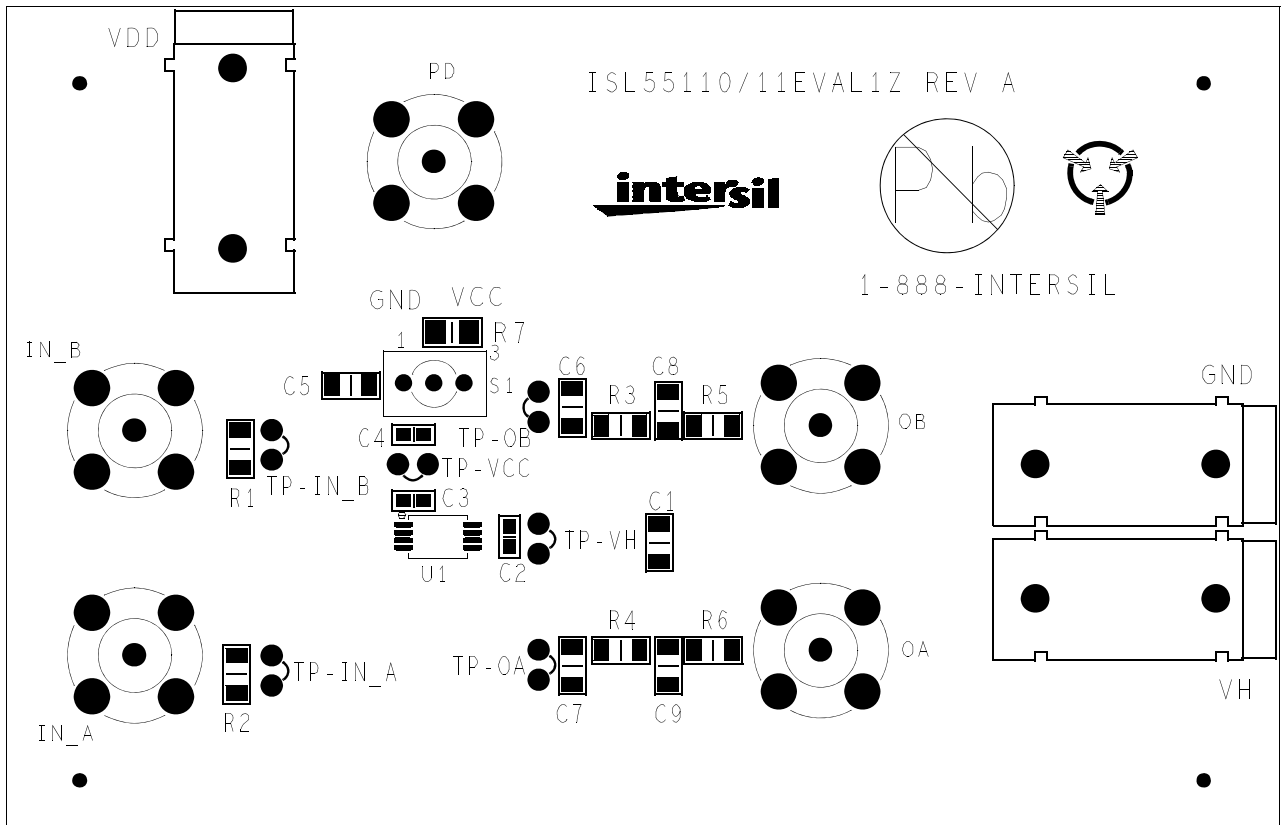 VDD
PD
ISL55110/11EVAL1Z REV A
Pb
intersil
1-888-INTERSIL
GND VCC
R7
1
3
IN_B
C5
S1
C6
C8
R3
R5
GND
OB
C4
TP-OB
TP-VCC
R1
TP-IN_B
C3
C1
TP-VH
U1
C2
R4
R6
OA
TP-OA
TP-IN_A
VH
R2
C7
C9
IN_A